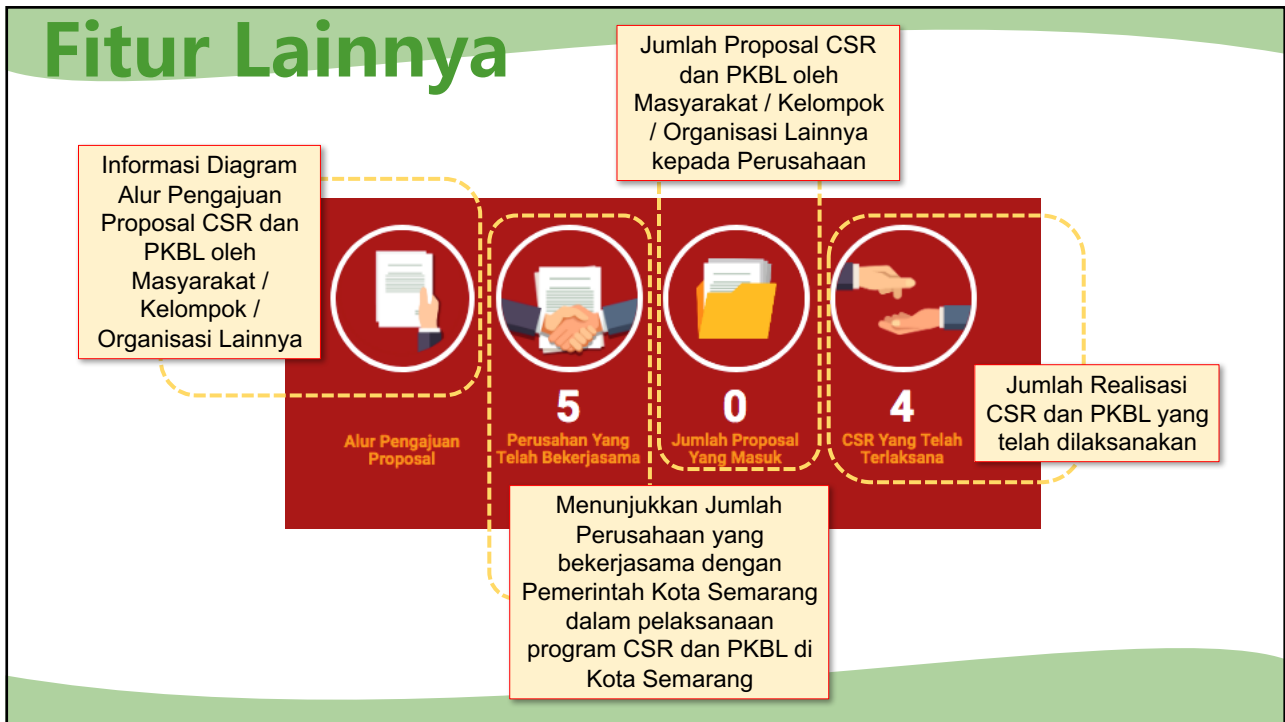 Fitur Lainnya
Jumlah Proposal CSR
dan PKBL oleh
Masyarakat / Kelompok
/ Organisasi Lainnya
kepada Perusahaan
Informasi Diagram
Alur Pengajuan
Proposal CSR dan
PKBL oleh
Masyarakat /
Kelompok /
Organisasi Lainnya
Alur Pengajuan
Proposal
5
Perusahan Yang
Telah Bekerjasama
0
Jumlah Proposal
Yang Masuk
4
CSR Yang Telah
Terlaksana
Jumlah Realisasi
CSR dan PKBL yang
telah dilaksanakan
Menunjukkan Jumlah
Perusahaan yang
bekerjasama dengan
Pemerintah Kota Semarang
dalam pelaksanaan
program CSR dan PKBL di
Kota Semarang